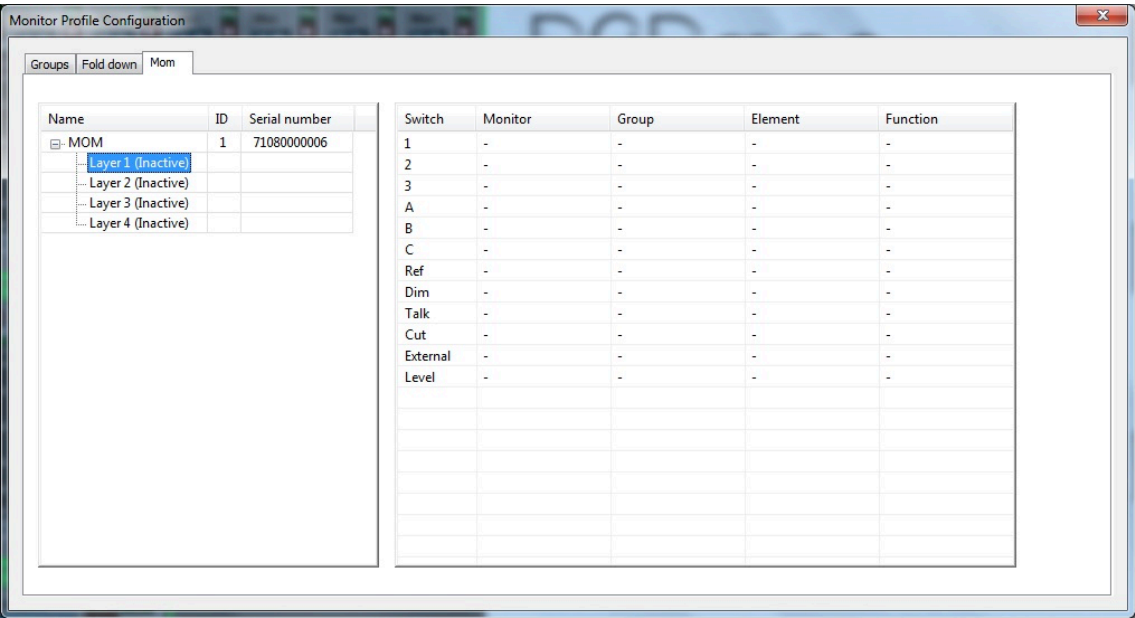 Monitor Profile Configuration
Groups Fold down Mom
Name ID Serial number
MOM 1 71080000006
Layer 1 (Inactive)
Layer 2 (Inactive)
Layer 3 (Inactive)
Layer 4 (Inactive)
Switch Monitor Group Element Function
1 - - - -
2 - - - -
3 - - - -
A - - - -
B - - - -
C - - - -
Ref - - - -
Dim - - - -
Talk - - - -
Cut - - - -
External - - - -
Level - - - -